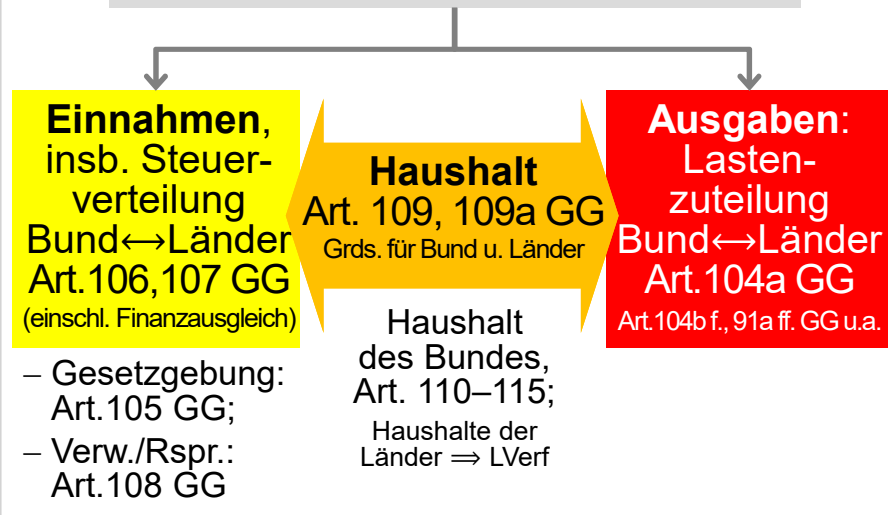 Einnahmen,
insb. Steuer-
verteilung
Bund↔Länder
Art.106,107 GG
(einschl. Finanzausgleich)
– Gesetzgebung:
Art.105 GG;
– Verw./Rspr.:
Art.108 GG
Haushalt
Art. 109, 109a GG
Grds. für Bund u. Länder
Haushalt
des Bundes,
Art. 110–115;
Haushalte der
Länder ⇒ LVerf
Ausgaben:
Lasten-
zuteilung
Bund↔Länder
Art.104a GG
Art.104b f., 91a ff. GG u.a.